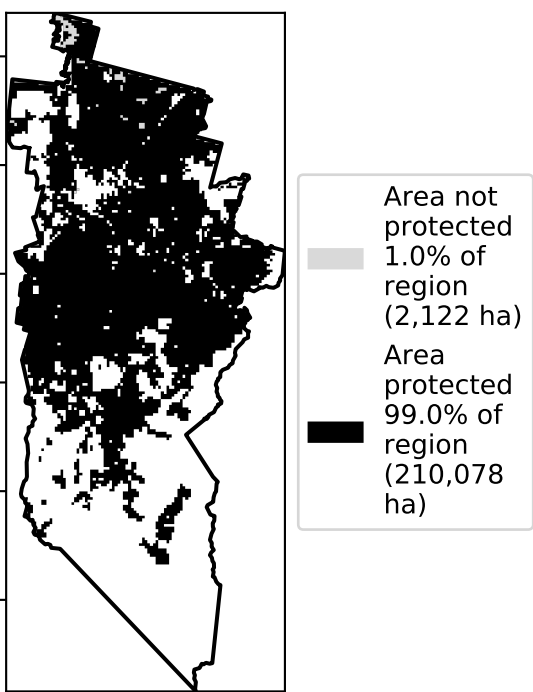 Area not
protected
1.0% of
region
(2,122 ha)
Area
protected
99.0% of
region
(210,078
ha)